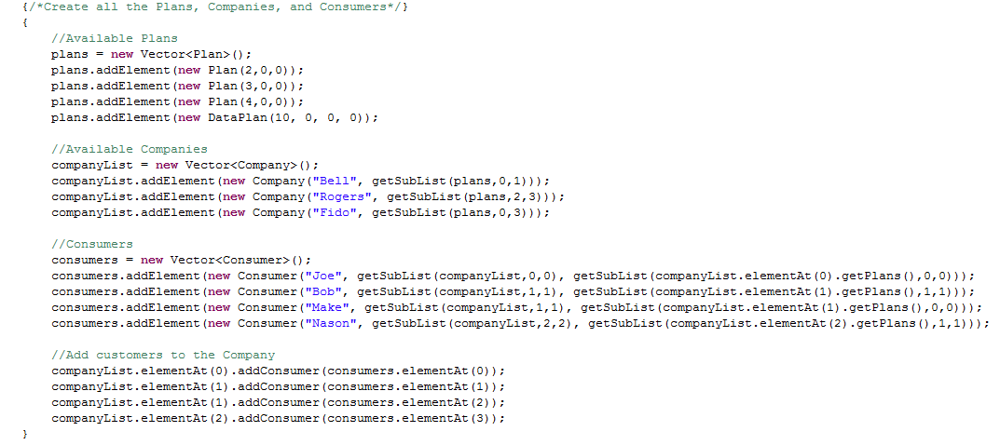 {/*Create all the Plans, Companies, and Consumers*/}
{
    //Available Plans
    plans = new Vector<Plan>();
    plans.addElement(new Plan(2,0,0));
    plans.addElement(new Plan(3,0,0));
    plans.addElement(new Plan(4,0,0));
    plans.addElement(new DataPlan(10, 0, 0, 0));

    //Available Companies
    companyList = new Vector<Company>();
    companyList.addElement(new Company("Bell", getSubList(plans,0,1)));
    companyList.addElement(new Company("Rogers", getSubList(plans,2,3)));
    companyList.addElement(new Company("Fido", getSubList(plans,0,3)));

    //Consumers
    consumers = new Vector<Consumer>();
    consumers.addElement(new Consumer("Joe", getSubList(companyList,0,0), getSubList(companyList.elementAt(0).getPlans(),0,0)));
    consumers.addElement(new Consumer("Bob", getSubList(companyList,1,1), getSubList(companyList.elementAt(1).getPlans(),1,1)));
    consumers.addElement(new Consumer("Make", getSubList(companyList,1,1), getSubList(companyList.elementAt(1).getPlans(),0,0)));
    consumers.addElement(new Consumer("Nason", getSubList(companyList,2,2), getSubList(companyList.elementAt(2).getPlans(),1,1)));

    //Add customers to the Company
    companyList.elementAt(0).addConsumer(consumers.elementAt(0));
    companyList.elementAt(1).addConsumer(consumers.elementAt(1));
    companyList.elementAt(1).addConsumer(consumers.elementAt(2));
    companyList.elementAt(2).addConsumer(consumers.elementAt(3));
}